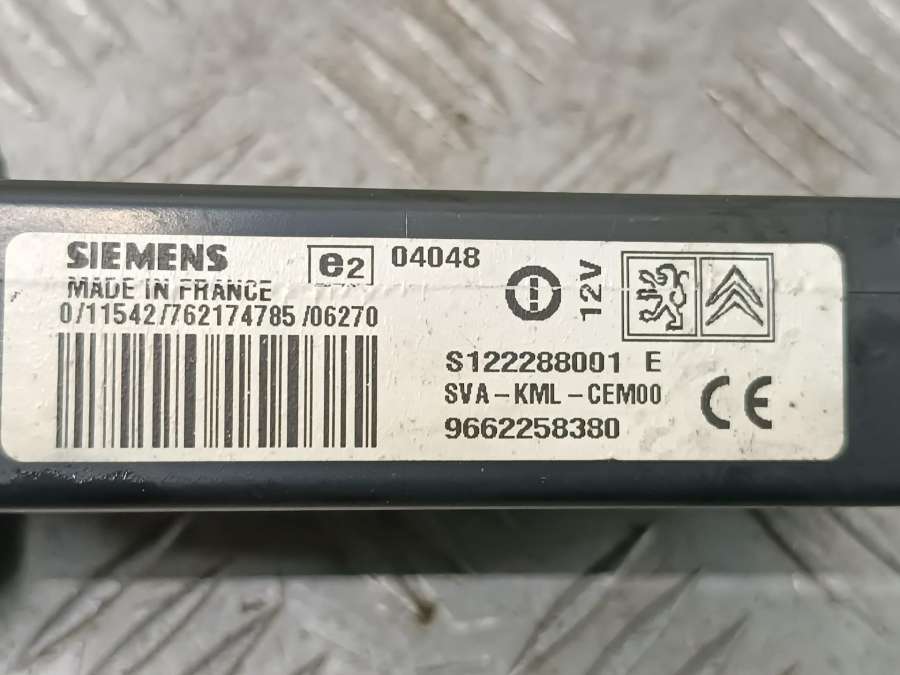 SIEMENS
MADE IN FRANCE
0/11542/762174785/06270
e2 04048
12V
S122288001 E
SVA-KML-CEM00
9662258380
CE